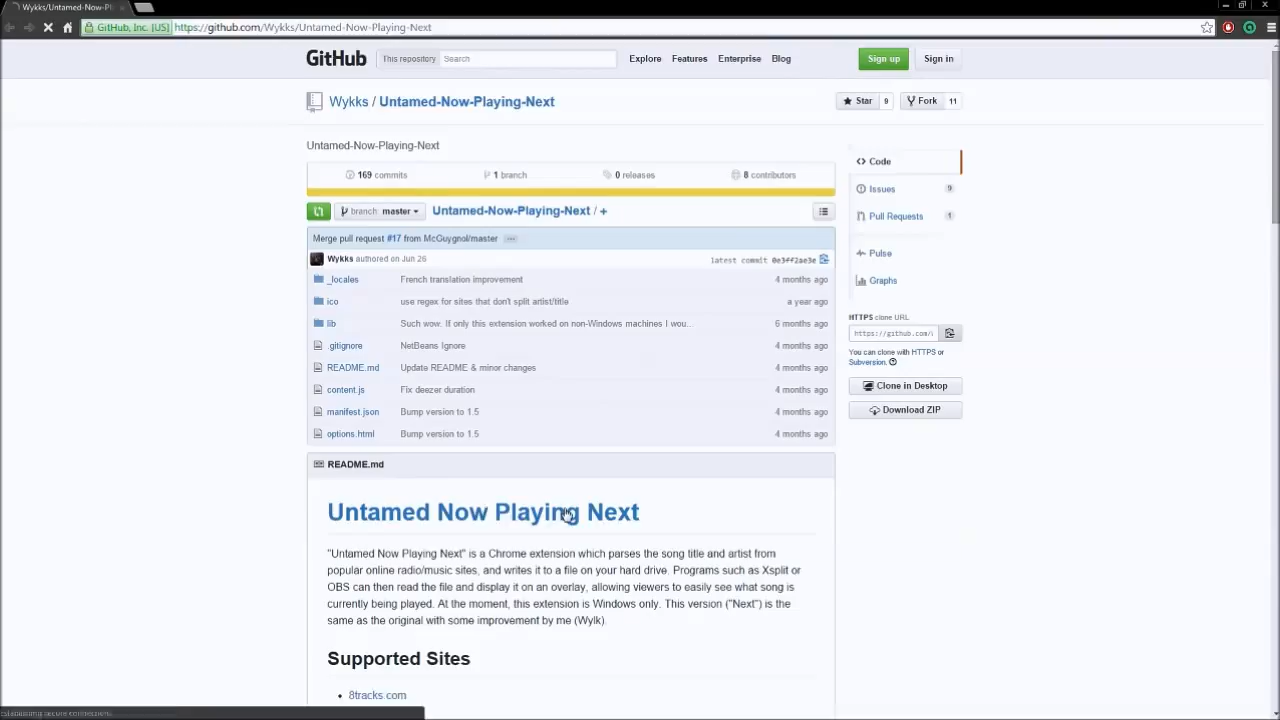 Wykks/Untamed-Now-Pl
GitHub, Inc. [US] https://github.com/Wykks/Untamed-Now-Playing-Next
GitHub This repository Search Explore Features Enterprise Blog Sign up Sign in
Wykks / Untamed-Now-Playing-Next Star 9 Fork 11
Untamed-Now-Playing-Next
169 commits 1 branch 0 releases 8 contributors
branch: master Untamed-Now-Playing-Next / +
Merge pull request #17 from McGuygnol/master ...
Wykks authored on Jun 26 latest commit 0e3ff2ae3e
_locales French translation improvement 4 months ago
ico use regex for sites that don't split artist/title a year ago
lib Such wow. If only this extension worked on non-Windows machines I wou... 6 months ago
.gitignore NetBeans Ignore 4 months ago
README.md Update README & minor changes 4 months ago
content.js Fix deezer duration 4 months ago
manifest.json Bump version to 1.5 4 months ago
options.html Bump version to 1.5 4 months ago
Code
Issues 9
Pull Requests 1
Pulse
Graphs
HTTPS clone URL
https://github.com/
You can clone with HTTPS or
Subversion.
Clone in Desktop
Download ZIP
README.md
Untamed Now Playing Next
"Untamed Now Playing Next" is a Chrome extension which parses the song title and artist from
popular online radio/music sites, and writes it to a file on your hard drive. Programs such as Xsplit or
OBS can then read the file and display it on an overlay, allowing viewers to easily see what song is
currently being played. At the moment, this extension is Windows only. This version ("Next") is the
same as the original with some improvement by me (Wylk).
Supported Sites
8tracks.com